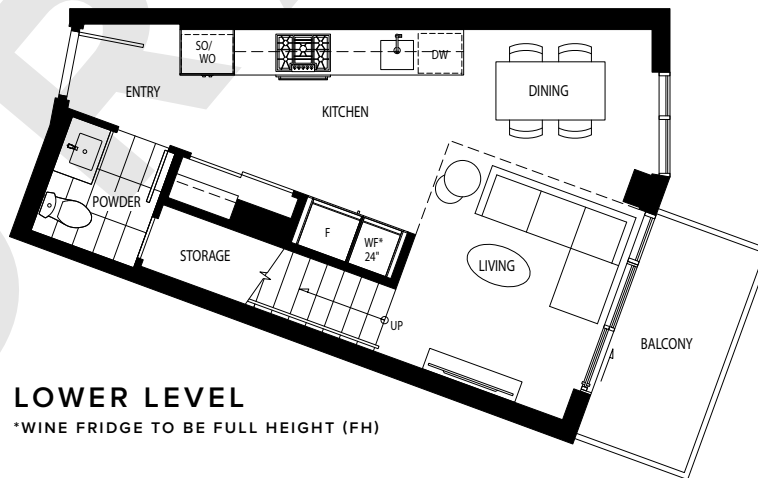 SO/
WO
DW
ENTRY
DINING
KITCHEN
POWDER
F
WF*
24"
STORAGE
LIVING
UP
BALCONY
LOWER LEVEL
*WINE FRIDGE TO BE FULL HEIGHT (FH)